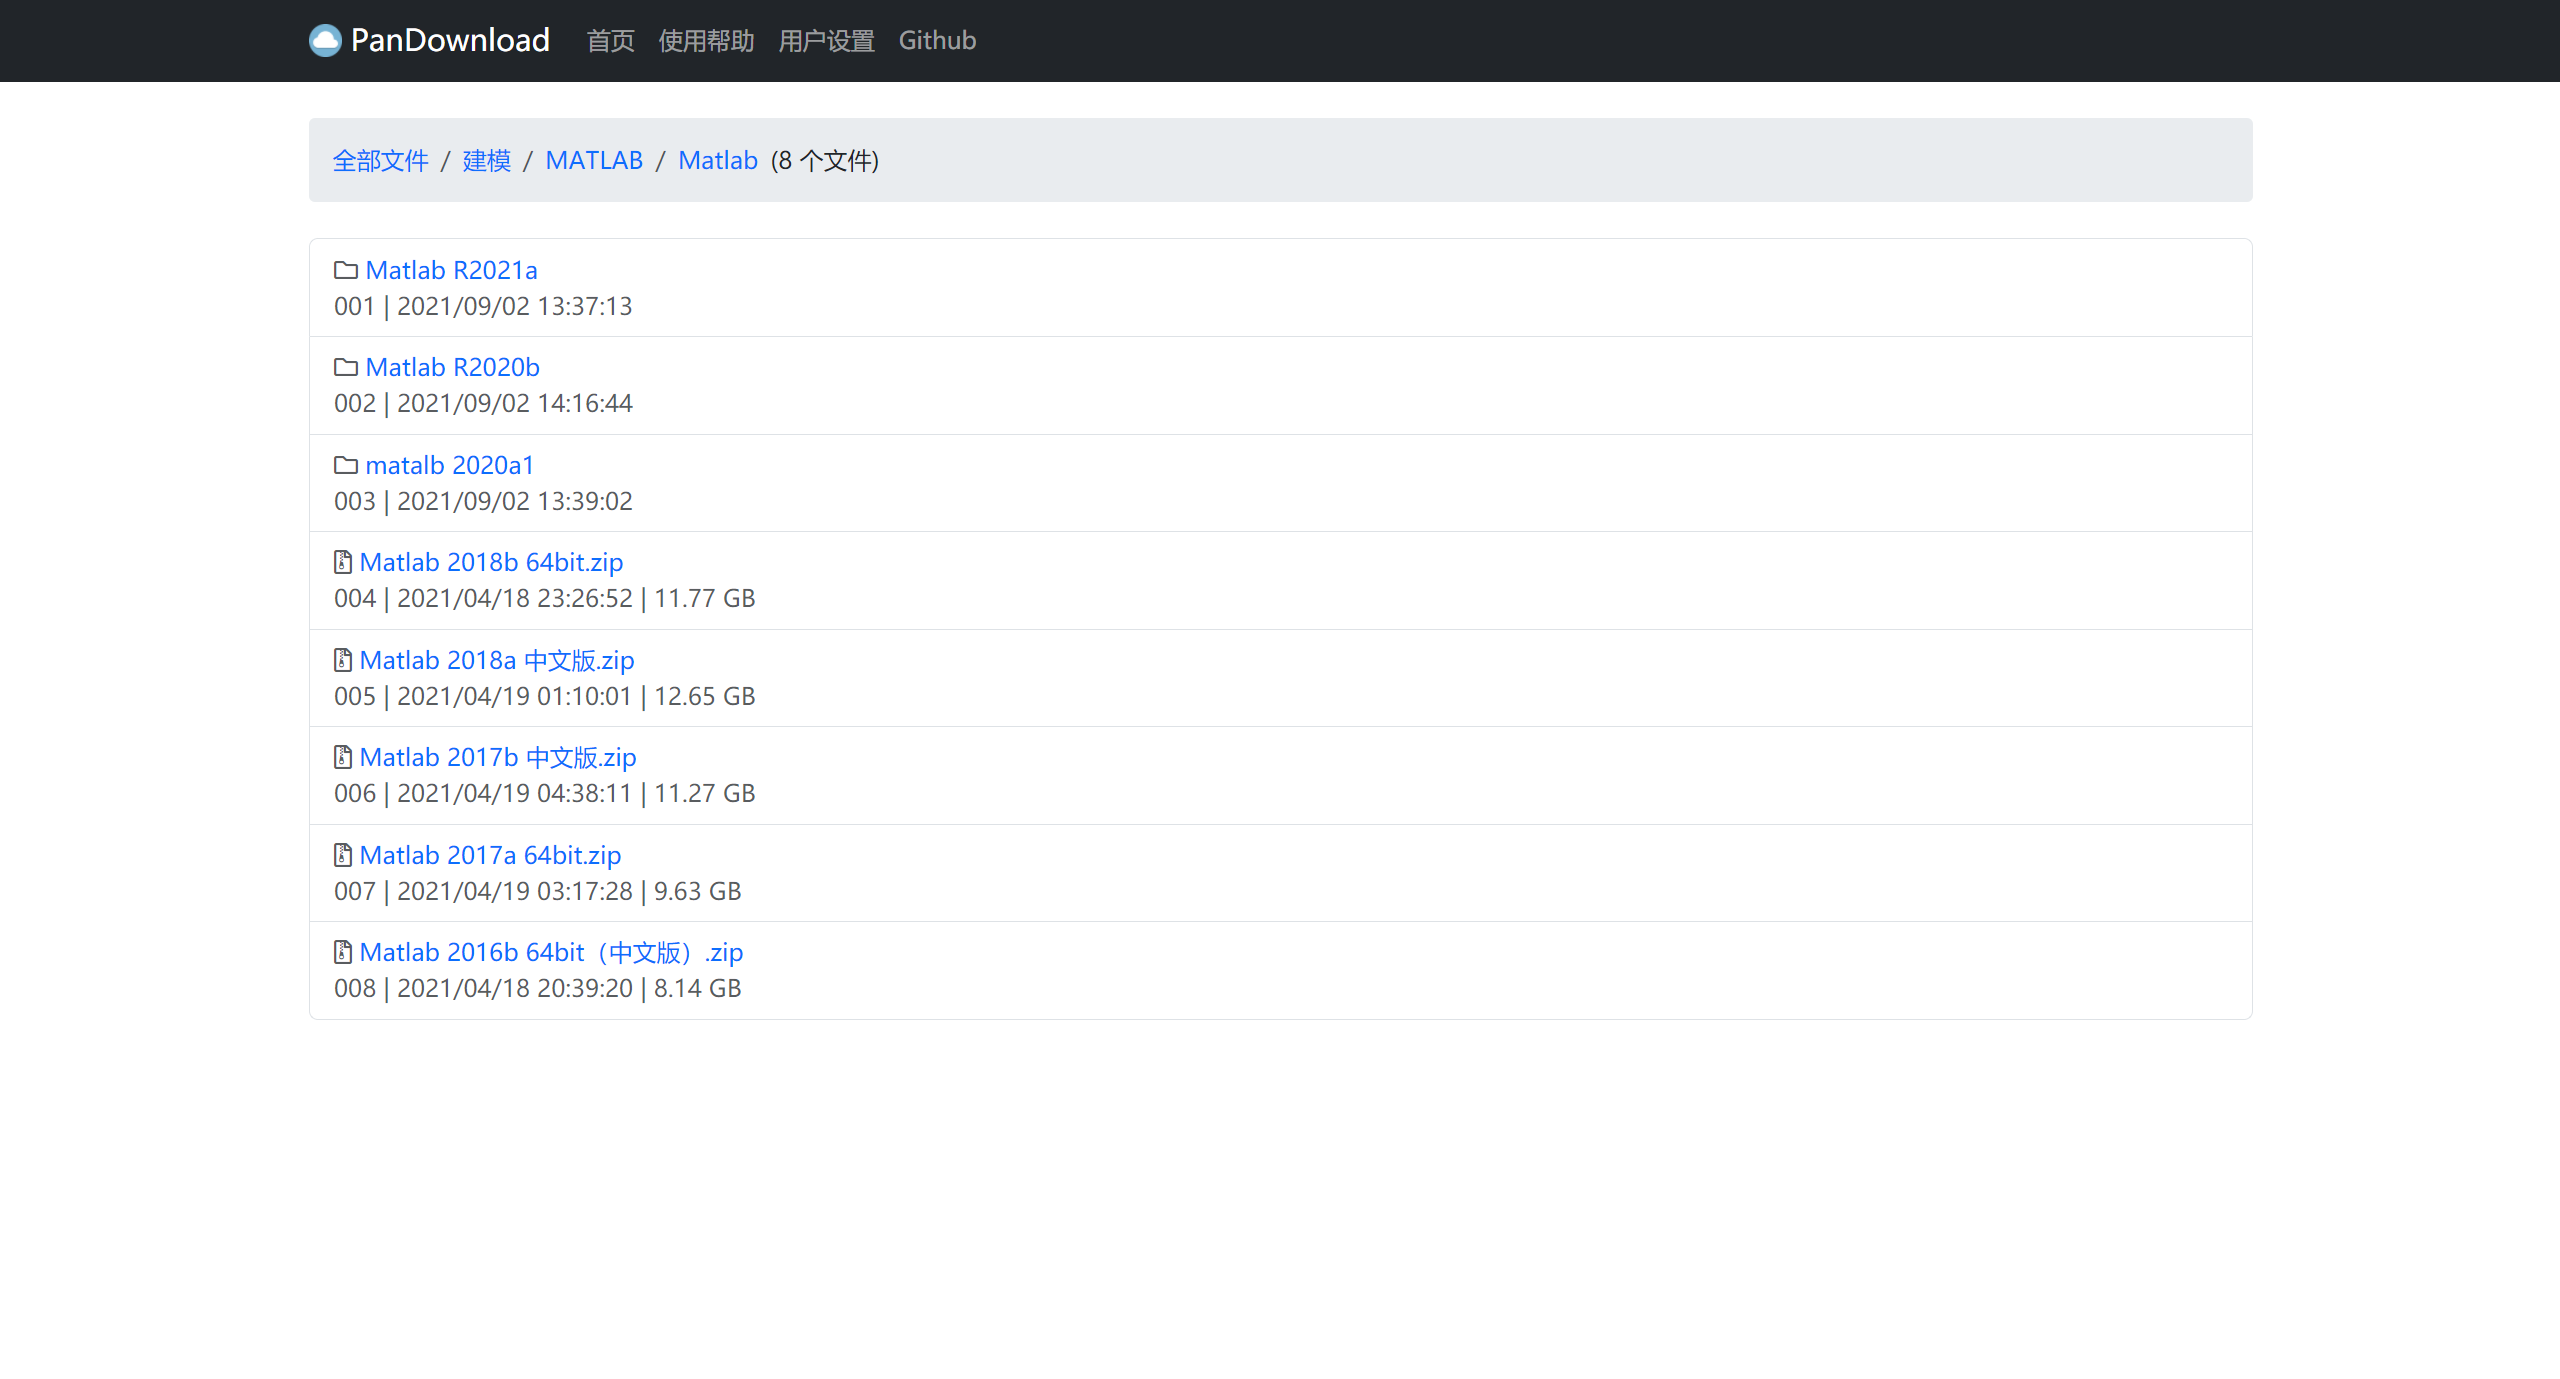 PanDownload 首页 使用帮助 用户设置 Github
全部文件 / 建模 / MATLAB / Matlab (8 个文件)
Matlab R2021a
001 | 2021/09/02 13:37:13
Matlab R2020b
002 | 2021/09/02 14:16:44
matalb 2020a1
003 | 2021/09/02 13:39:02
Matlab 2018b 64bit.zip
004 | 2021/04/18 23:26:52 | 11.77 GB
Matlab 2018a 中文版.zip
005 | 2021/04/19 01:10:01 | 12.65 GB
Matlab 2017b 中文版.zip
006 | 2021/04/19 04:38:11 | 11.27 GB
Matlab 2017a 64bit.zip
007 | 2021/04/19 03:17:28 | 9.63 GB
Matlab 2016b 64bit（中文版）.zip
008 | 2021/04/18 20:39:20 | 8.14 GB